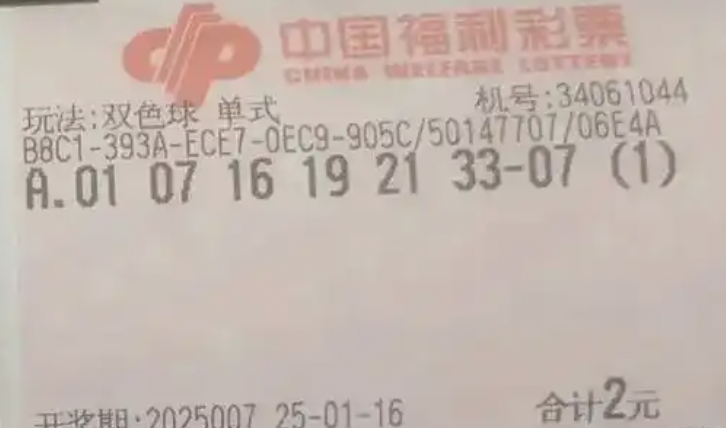 中国福利彩票
CHINA WELFARE LOTTERY
玩法:双色球 单式 机号:34061044
B8C1-393A-ECE7-0EC9-905C/50147707/06E4A
A.01 07 16 19 21 33-07 (1)
开奖期:2025007 25-01-16 合计2元